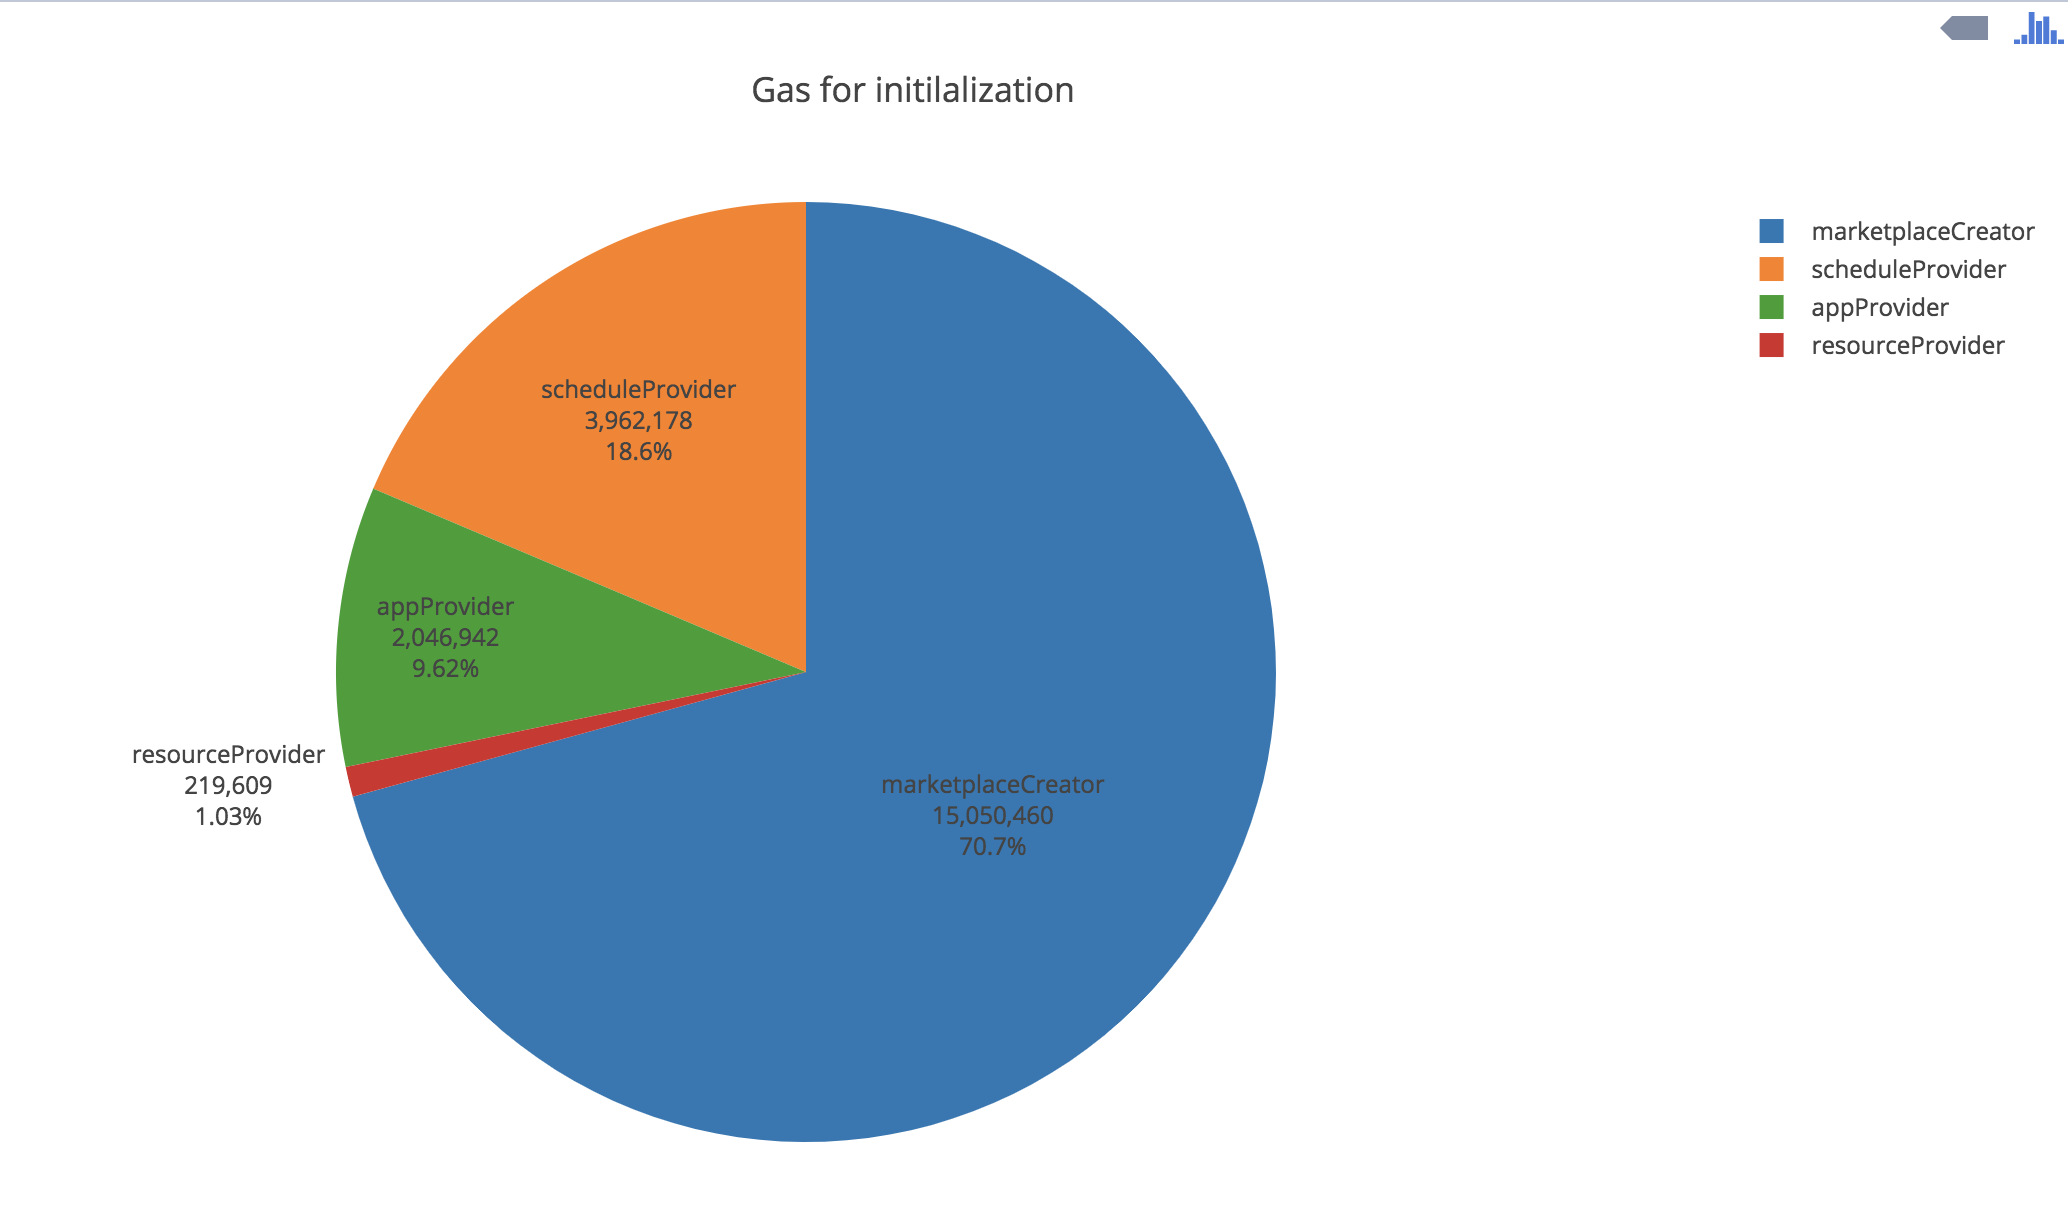 Gas for initilalization
marketplaceCreator
scheduleProvider
appProvider
resourceProvider
scheduleProvider
3,962,178
18.6%
appProvider
2,046,942
9.62%
resourceProvider
219,609
1.03%
marketplaceCreator
15,050,460
70.7%